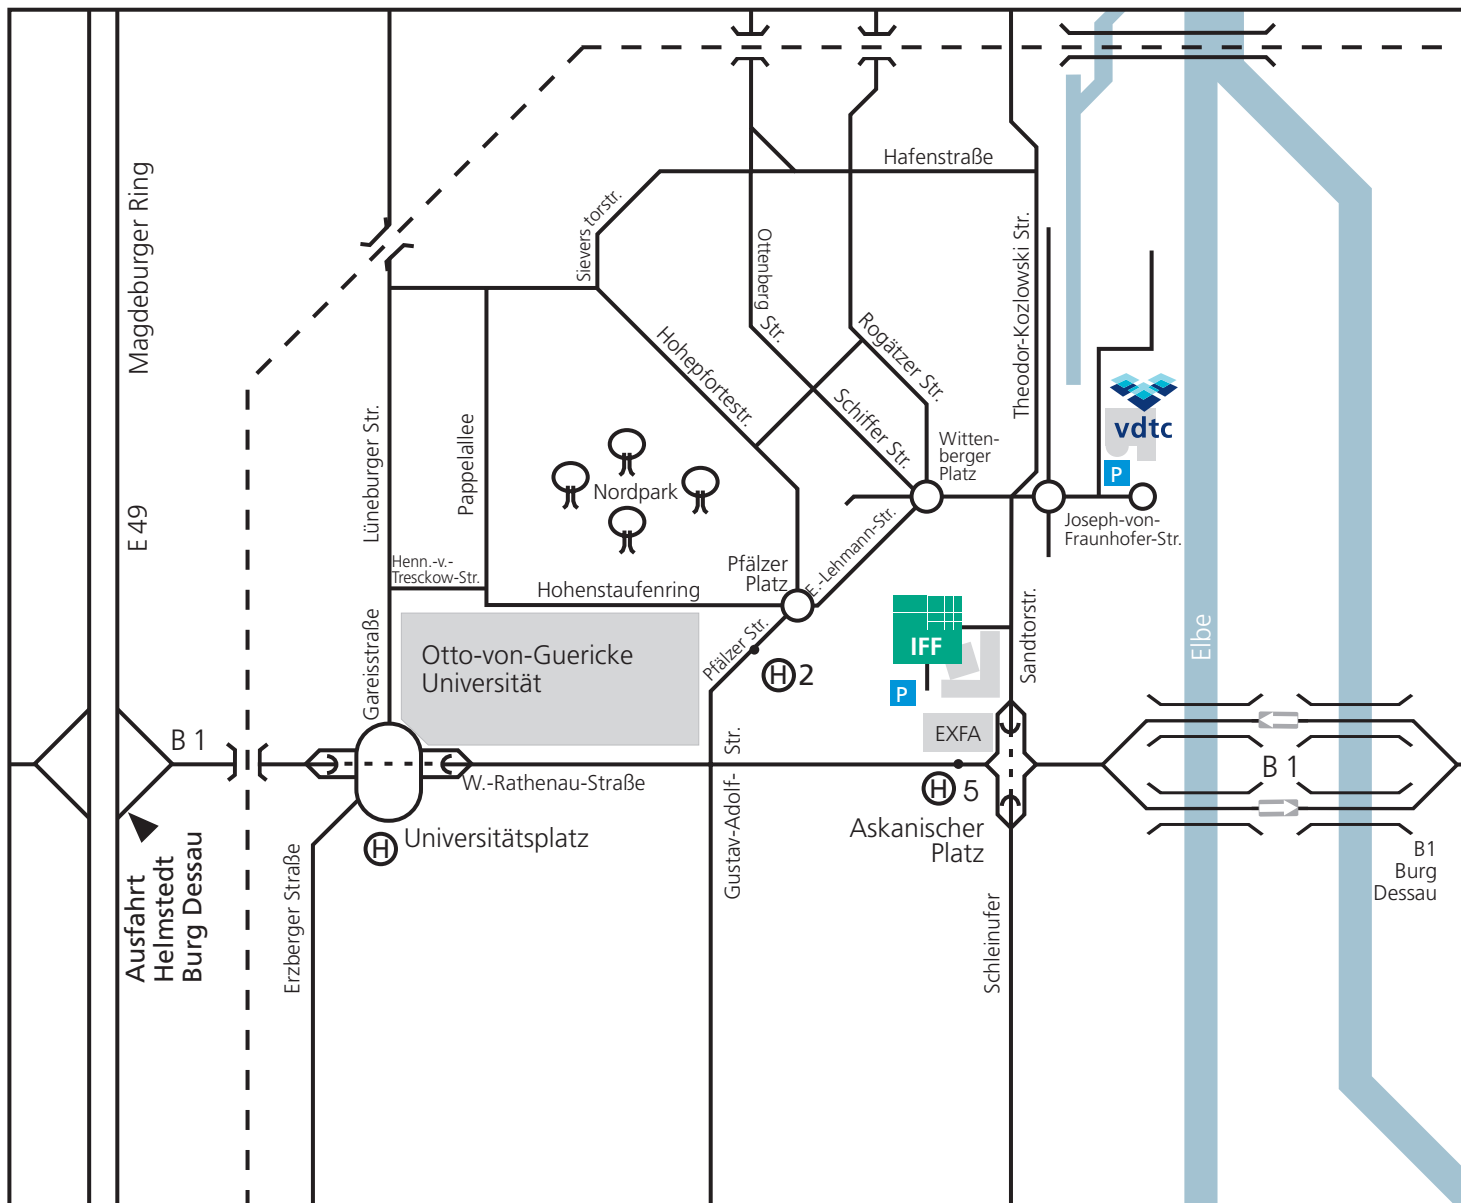 Hafenstraße
Magdeburger Ring
Sievers torstr.
Ottenberg Str.
Theodor-Kozlowski Str.
Rogätzer Str.
Hohepfortestr.
Schiffer Str.
vdtc
Lüneburger Str.
Pappelallee
Witten-
berger
Platz
P
Nordpark
E 49
Joseph-von-
Fraunhofer-Str.
Henn.-v.-
Tresckow-Str.
Pfälzer
Platz
E.-Lehmann-Str.
Hohenstaufenring
Gareisstraße
Otto-von-Guericke
Universität
Pfälzer Str.
H 2
IFF
P
Sandtorstr.
Elbe
B 1
EXFA
W.-Rathenau-Straße
Gustav-Adolf- Str.
H 5
B 1
Universitätsplatz
H
Askanischer
Platz
B1
Burg
Dessau
Ausfahrt
Helmstedt
Burg Dessau
Erzberger Straße
Schleinufer